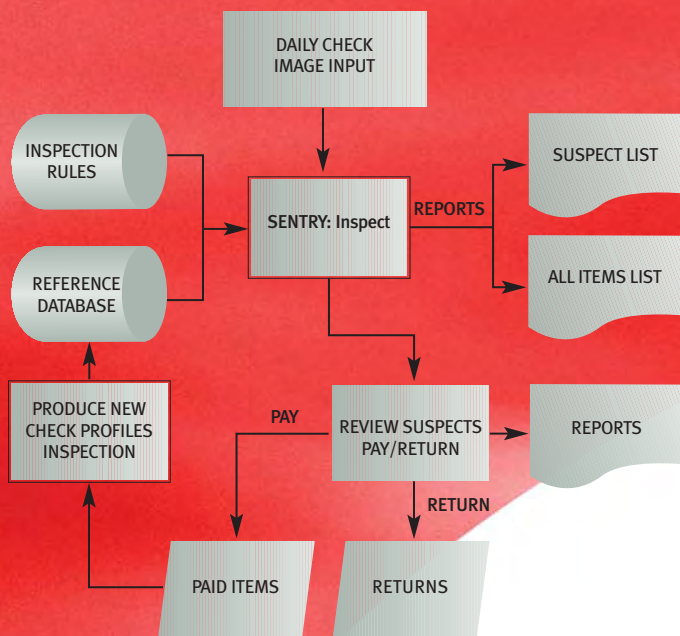 DAILY CHECK
IMAGE INPUT
INSPECTION
RULES
SENTRY: Inspect
REPORTS
SUSPECT LIST
REFERENCE
DATABASE
ALL ITEMS LIST
PRODUCE NEW
CHECK PROFILES
INSPECTION
PAY
REVIEW SUSPECTS
PAY/RETURN
REPORTS
RETURN
PAID ITEMS
RETURNS